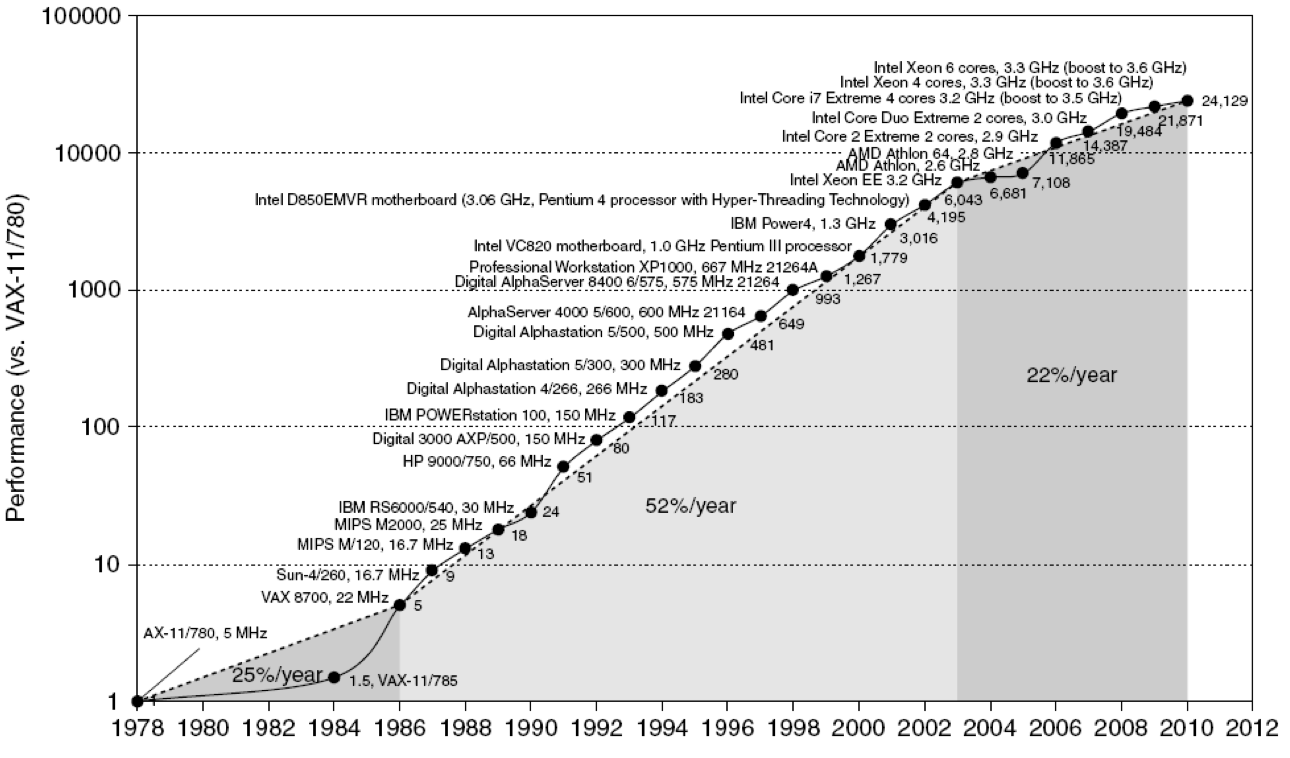 Performance (vs. VAX-11/780)
100000
10000
1000
100
10
1
Intel Xeon 6 cores, 3.3 GHz (boost to 3.6 GHz)
Intel Xeon 4 cores, 3.3 GHz (boost to 3.6 GHz)
Intel Core i7 Extreme 4 cores 3.2 GHz (boost to 3.5 GHz)
24,129
Intel Core Duo Extreme 2 cores, 3.0 GHz
21,871
Intel Core 2 Extreme 2 cores, 2.9 GHz
19,484
14,387
AMD Athlon 64, 2.8 GHz
11,865
AMD Athlon, 2.6 GHz
Intel Xeon EE 3.2 GHz
7,108
6,681
6,043
Intel D850EMVR motherboard (3.06 GHz, Pentium 4 processor with Hyper-Threading Technology)
4,195
IBM Power4, 1.3 GHz
3,016
Intel VC820 motherboard, 1.0 GHz Pentium III processor
1,779
Professional Workstation XP1000, 667 MHz 21264A
1,267
Digital AlphaServer 8400 6/575, 575 MHz 21264
993
AlphaServer 4000 5/600, 600 MHz 21164
649
Digital Alphastation 5/500, 500 MHz
481
Digital Alphastation 5/300, 300 MHz
280
22%/year
Digital Alphastation 4/266, 266 MHz
183
IBM POWERstation 100, 150 MHz
117
Digital 3000 AXP/500, 150 MHz
80
HP 9000/750, 66 MHz
51
52%/year
IBM RS6000/540, 30 MHz
24
MIPS M2000, 25 MHz
18
MIPS M/120, 16.7 MHz
13
Sun-4/260, 16.7 MHz
9
VAX 8700, 22 MHz
5
AX-11/780, 5 MHz
25%/year
1.5, VAX-11/785
1978 1980 1982 1984 1986 1988 1990 1992 1994 1996 1998 2000 2002 2004 2006 2008 2010 2012